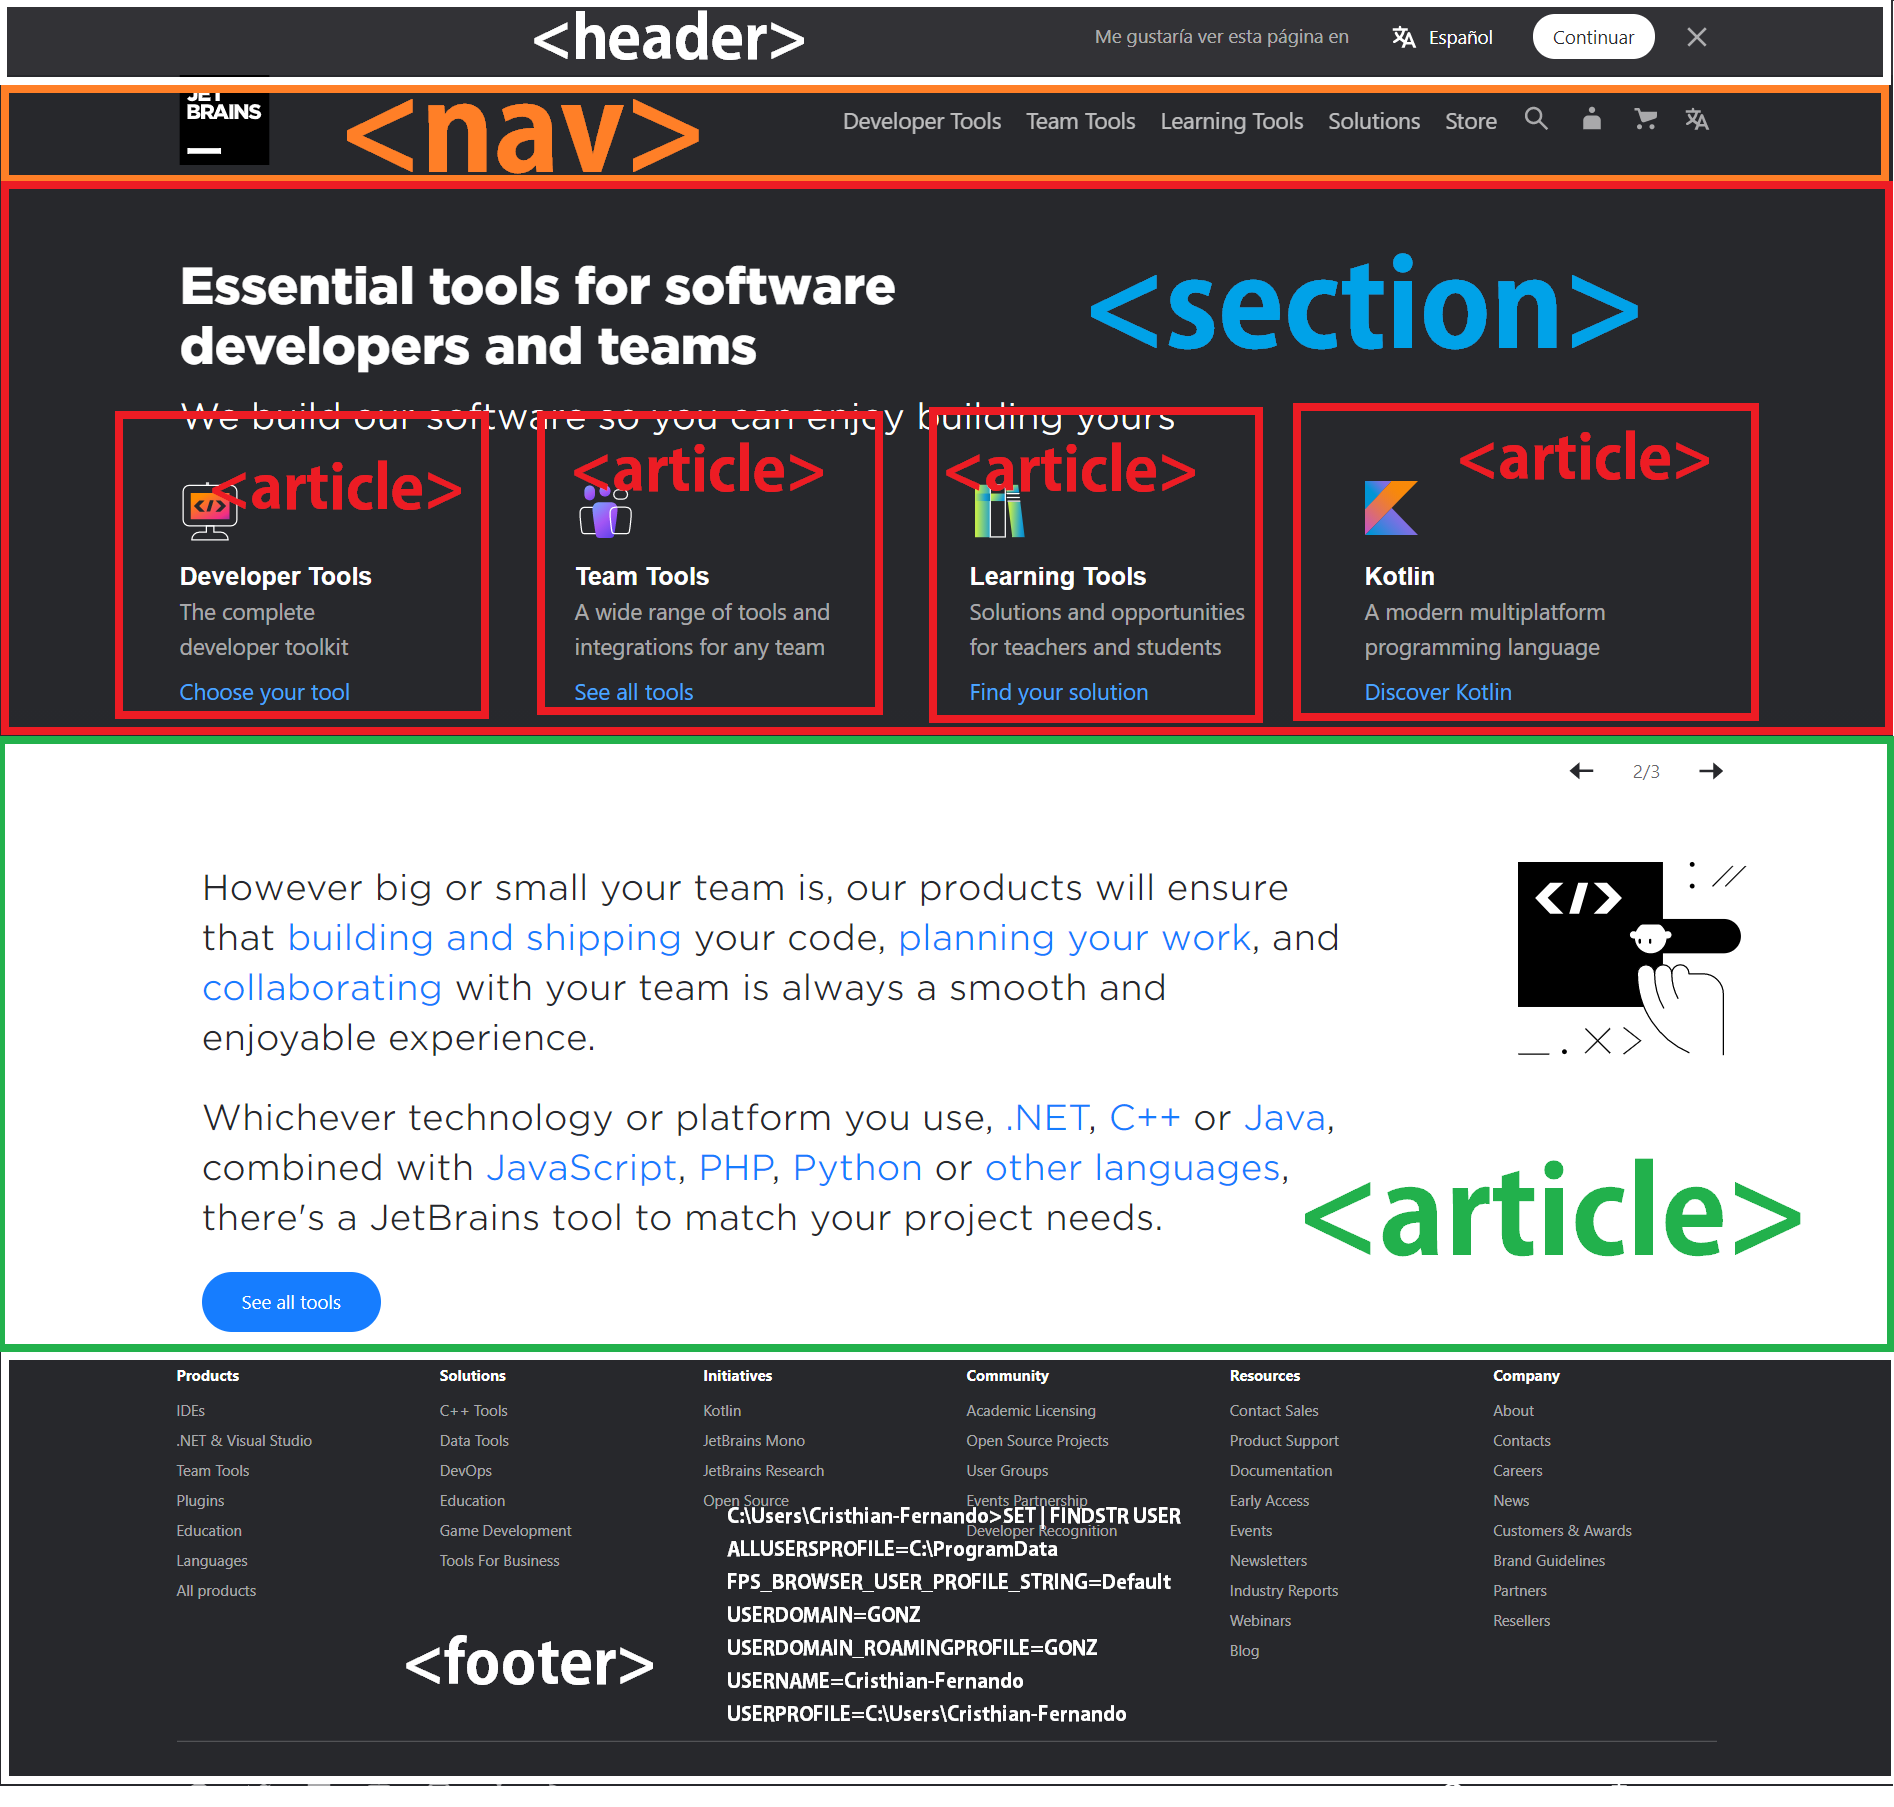 <header>
Me gustaría ver esta página en
Español
Continuar
JET
BRAINS
<nav>
Developer Tools
Team Tools
Learning Tools
Solutions
Store
Essential tools for software
developers and teams
<section>
We build our software so you can enjoy building yours
<article>
</>
Developer Tools
The complete
developer toolkit
Choose your tool
<article>
Team Tools
A wide range of tools and
integrations for any team
See all tools
<article>
Learning Tools
Solutions and opportunities
for teachers and students
Find your solution
<article>
Kotlin
A modern multiplatform
programming language
Discover Kotlin
2/3
However big or small your team is, our products will ensure
that building and shipping your code, planning your work, and
collaborating with your team is always a smooth and
enjoyable experience.
</>
: //
_ . × >
Whichever technology or platform you use, .NET, C++ or Java,
combined with JavaScript, PHP, Python or other languages,
there's a JetBrains tool to match your project needs.
<article>
See all tools
Products
IDEs
.NET & Visual Studio
Team Tools
Plugins
Education
Languages
All products
Solutions
C++ Tools
Data Tools
DevOps
Education
Game Development
Tools For Business
Initiatives
Kotlin
JetBrains Mono
JetBrains Research
Open Source
Community
Academic Licensing
Open Source Projects
User Groups
Events Partnership
Developer Recognition
Resources
Contact Sales
Product Support
Documentation
Early Access
Events
Newsletters
Industry Reports
Webinars
Blog
Company
About
Contacts
Careers
News
Customers & Awards
Brand Guidelines
Partners
Resellers
C:\Users\Cristhian-Fernando>SET | FINDSTR USER
ALLUSERSPROFILE=C:\ProgramData
FPS_BROWSER_USER_PROFILE_STRING=Default
USERDOMAIN=GONZ
USERDOMAIN_ROAMINGPROFILE=GONZ
USERNAME=Cristhian-Fernando
USERPROFILE=C:\Users\Cristhian-Fernando
<footer>